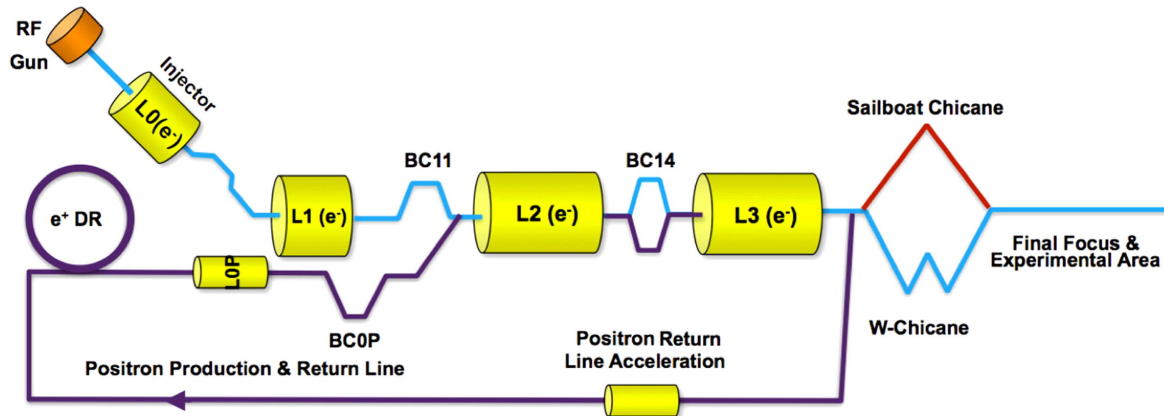 RF
Gun
L0(e-)
Injector
e+ DR
L1 (e-)
BC11
L2 (e-)
BC14
L3 (e-)
Sailboat Chicane
Final Focus &
Experimental Area
W-Chicane
L0P
BC0P
Positron Production & Return Line
Positron Return
Line Acceleration